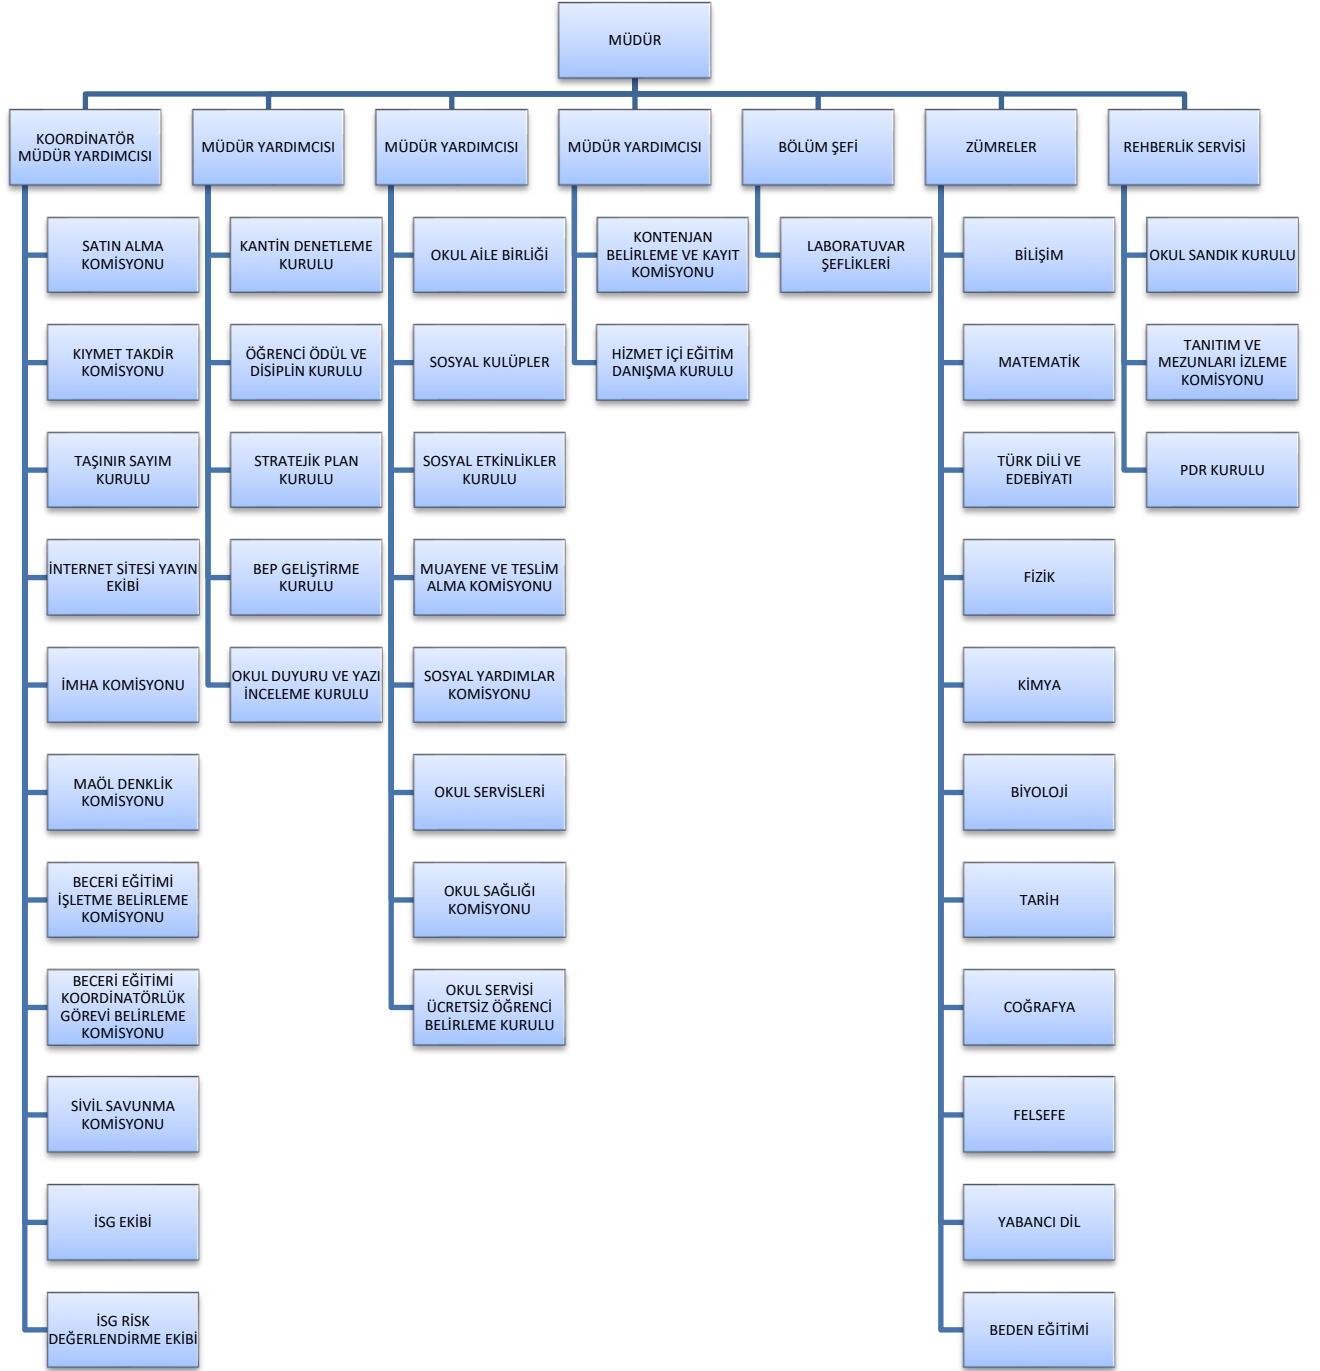 MÜDÜR
KOORDİNATÖR
MÜDÜR YARDIMCISI
SATIN ALMA
KOMİSYONU
KIYMET TAKDİR
KOMİSYONU
TAŞINIR SAYIM
KURULU
İNTERNET SİTESİ YAYIN
EKİBİ
İMHA KOMİSYONU
MAÖL DENKLİK
KOMİSYONU
BECERİ EĞİTİMİ
İŞLETME BELİRLEME
KOMİSYONU
BECERİ EĞİTİMİ
KOORDİNATÖRLÜK
GÖREVİ BELİRLEME
KOMİSYONU
SİVİL SAVUNMA
KOMİSYONU
İSG EKİBİ
İSG RİSK
DEĞERLENDİRME EKİBİ
MÜDÜR YARDIMCISI
KANTİN DENETLEME
KURULU
ÖĞRENCİ ÖDÜL VE
DİSİPLİN KURULU
STRATEJİK PLAN
KURULU
BEP GELİŞTİRME
KURULU
OKUL DUYURU VE YAZI
İNCELEME KURULU
MÜDÜR YARDIMCISI
OKUL AİLE BİRLİĞİ
SOSYAL KULÜPLER
SOSYAL ETKİNLİKLER
KURULU
MUAYENE VE TESLİM
ALMA KOMİSYONU
SOSYAL YARDIMLAR
KOMİSYONU
OKUL SERVİSLERİ
OKUL SAĞLIĞI
KOMİSYONU
OKUL SERVİSİ
ÜCRETSİZ ÖĞRENCİ
BELİRLEME KURULU
MÜDÜR YARDIMCISI
KONTENJAN
BELİRLEME VE KAYIT
KOMİSYONU
HİZMET İÇİ EĞİTİM
DANIŞMA KURULU
BÖLÜM ŞEFİ
LABORATUVAR
ŞEFLİKLERİ
ZÜMRELER
BİLİŞİM
MATEMATİK
TÜRK DİLİ VE
EDEBİYATI
FİZİK
KİMYA
BİYOLOJİ
TARİH
COĞRAFYA
FELSEFE
YABANCI DİL
BEDEN EĞİTİMİ
REHBERLİK SERVİSİ
OKUL SANDIK KURULU
TANITIM VE
MEZUNLARI İZLEME
KOMİSYONU
PDR KURULU